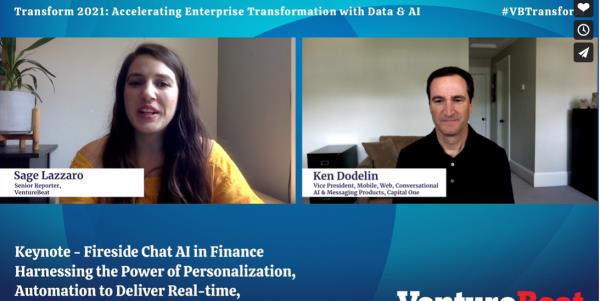 Transform 2021: Accelerating Enterprise Transformation with Data & AI
#VBTransfor
Sage Lazzaro
Senior Reporter,
VentureBeat
Ken Dodelin
Vice President, Mobile, Web, Conversational
AI & Messaging Products, Capital One
Keynote - Fireside Chat AI in Finance
Harnessing the Power of Personalization,
Automation to Deliver Real-time,
VentureBeat